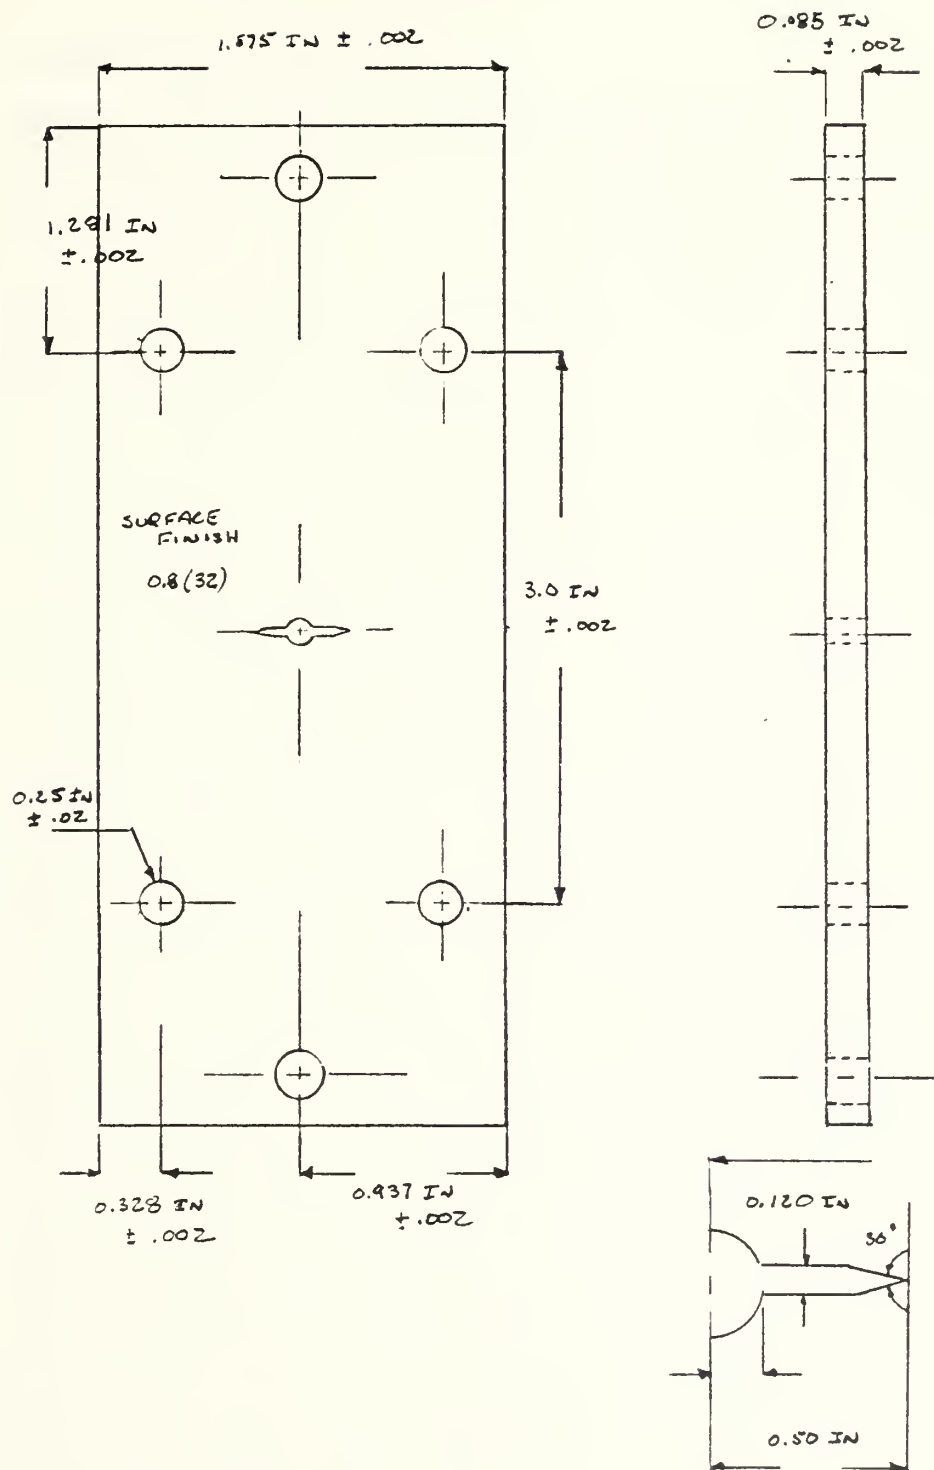 1.875 IN ± .002
0.085 IN
± .002
1.281 IN
± .002
SURFACE
FINISH
0.8(32)
3.0 IN
± .002
0.25 IN
± .02
0.328 IN
± .002
0.937 IN
± .002
0.120 IN
30°
0.50 IN